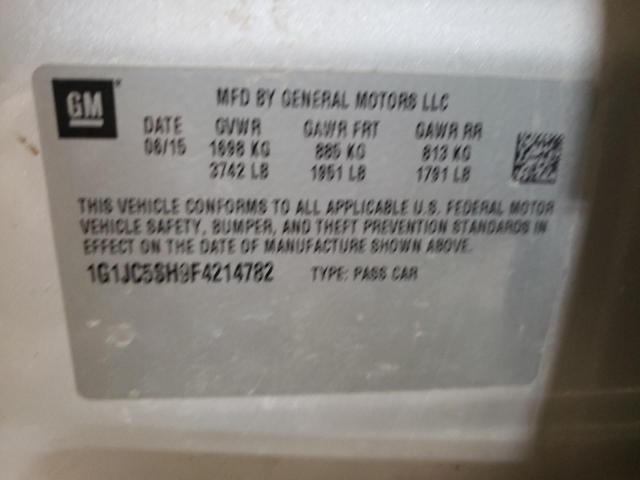 GM
MFD BY GENERAL MOTORS LLC
DATE GVWR GAWR FRT GAWR RR
06/15 1698 KG 885 KG 813 KG
3742 LB 1951 LB 1791 LB
THIS VEHICLE CONFORMS TO ALL APPLICABLE U.S. FEDERAL MOTOR
VEHICLE SAFETY, BUMPER, AND THEFT PREVENTION STANDARDS IN
EFFECT ON THE DATE OF MANUFACTURE SHOWN ABOVE.
1G1JC5SH9F4214782 TYPE: PASS CAR